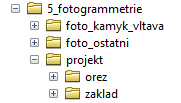 5_fotogrammetrie
foto_kamyk_vltava
foto_ostatni
projekt
orez
zaklad